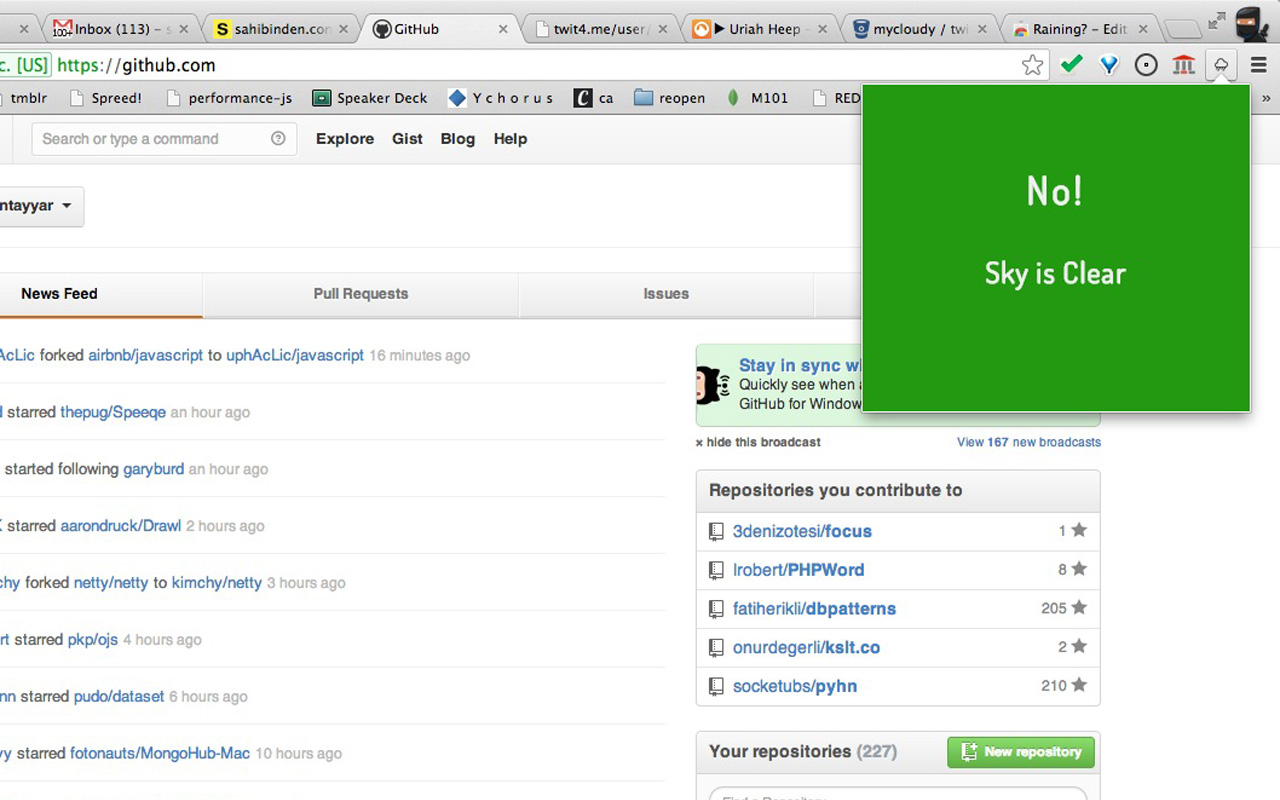 Inbox (113) – s
sahibinden.con
GitHub
twit4.me/user/
▶ Uriah Heep –
mycloudy / twi
Raining? – Edit
c. [US] https://github.com
tmblr
Spreed!
performance-js
Speaker Deck
Y c h o r u s
ca
reopen
M101
RED
»
Search or type a command
Explore
Gist
Blog
Help
No!
Sky is Clear
ntayyar
News Feed
Pull Requests
Issues
AcLic forked airbnb/javascript to uphAcLic/javascript 16 minutes ago
starred thepug/Speeqe an hour ago
started following garyburd an hour ago
starred aarondruck/Drawl 2 hours ago
chy forked netty/netty to kimchy/netty 3 hours ago
rt starred pkp/ojs 4 hours ago
nn starred pudo/dataset 6 hours ago
vy starred fotonauts/MongoHub-Mac 10 hours ago
Stay in sync wi
Quickly see when a
GitHub for Window
× hide this broadcast
View 167 new broadcasts
Repositories you contribute to
3denizotesi/focus 1
lrobert/PHPWord 8
fatiherikli/dbpatterns 205
onurdegerli/kslt.co 2
socketubs/pyhn 210
Your repositories (227)
New repository
Find a Repository